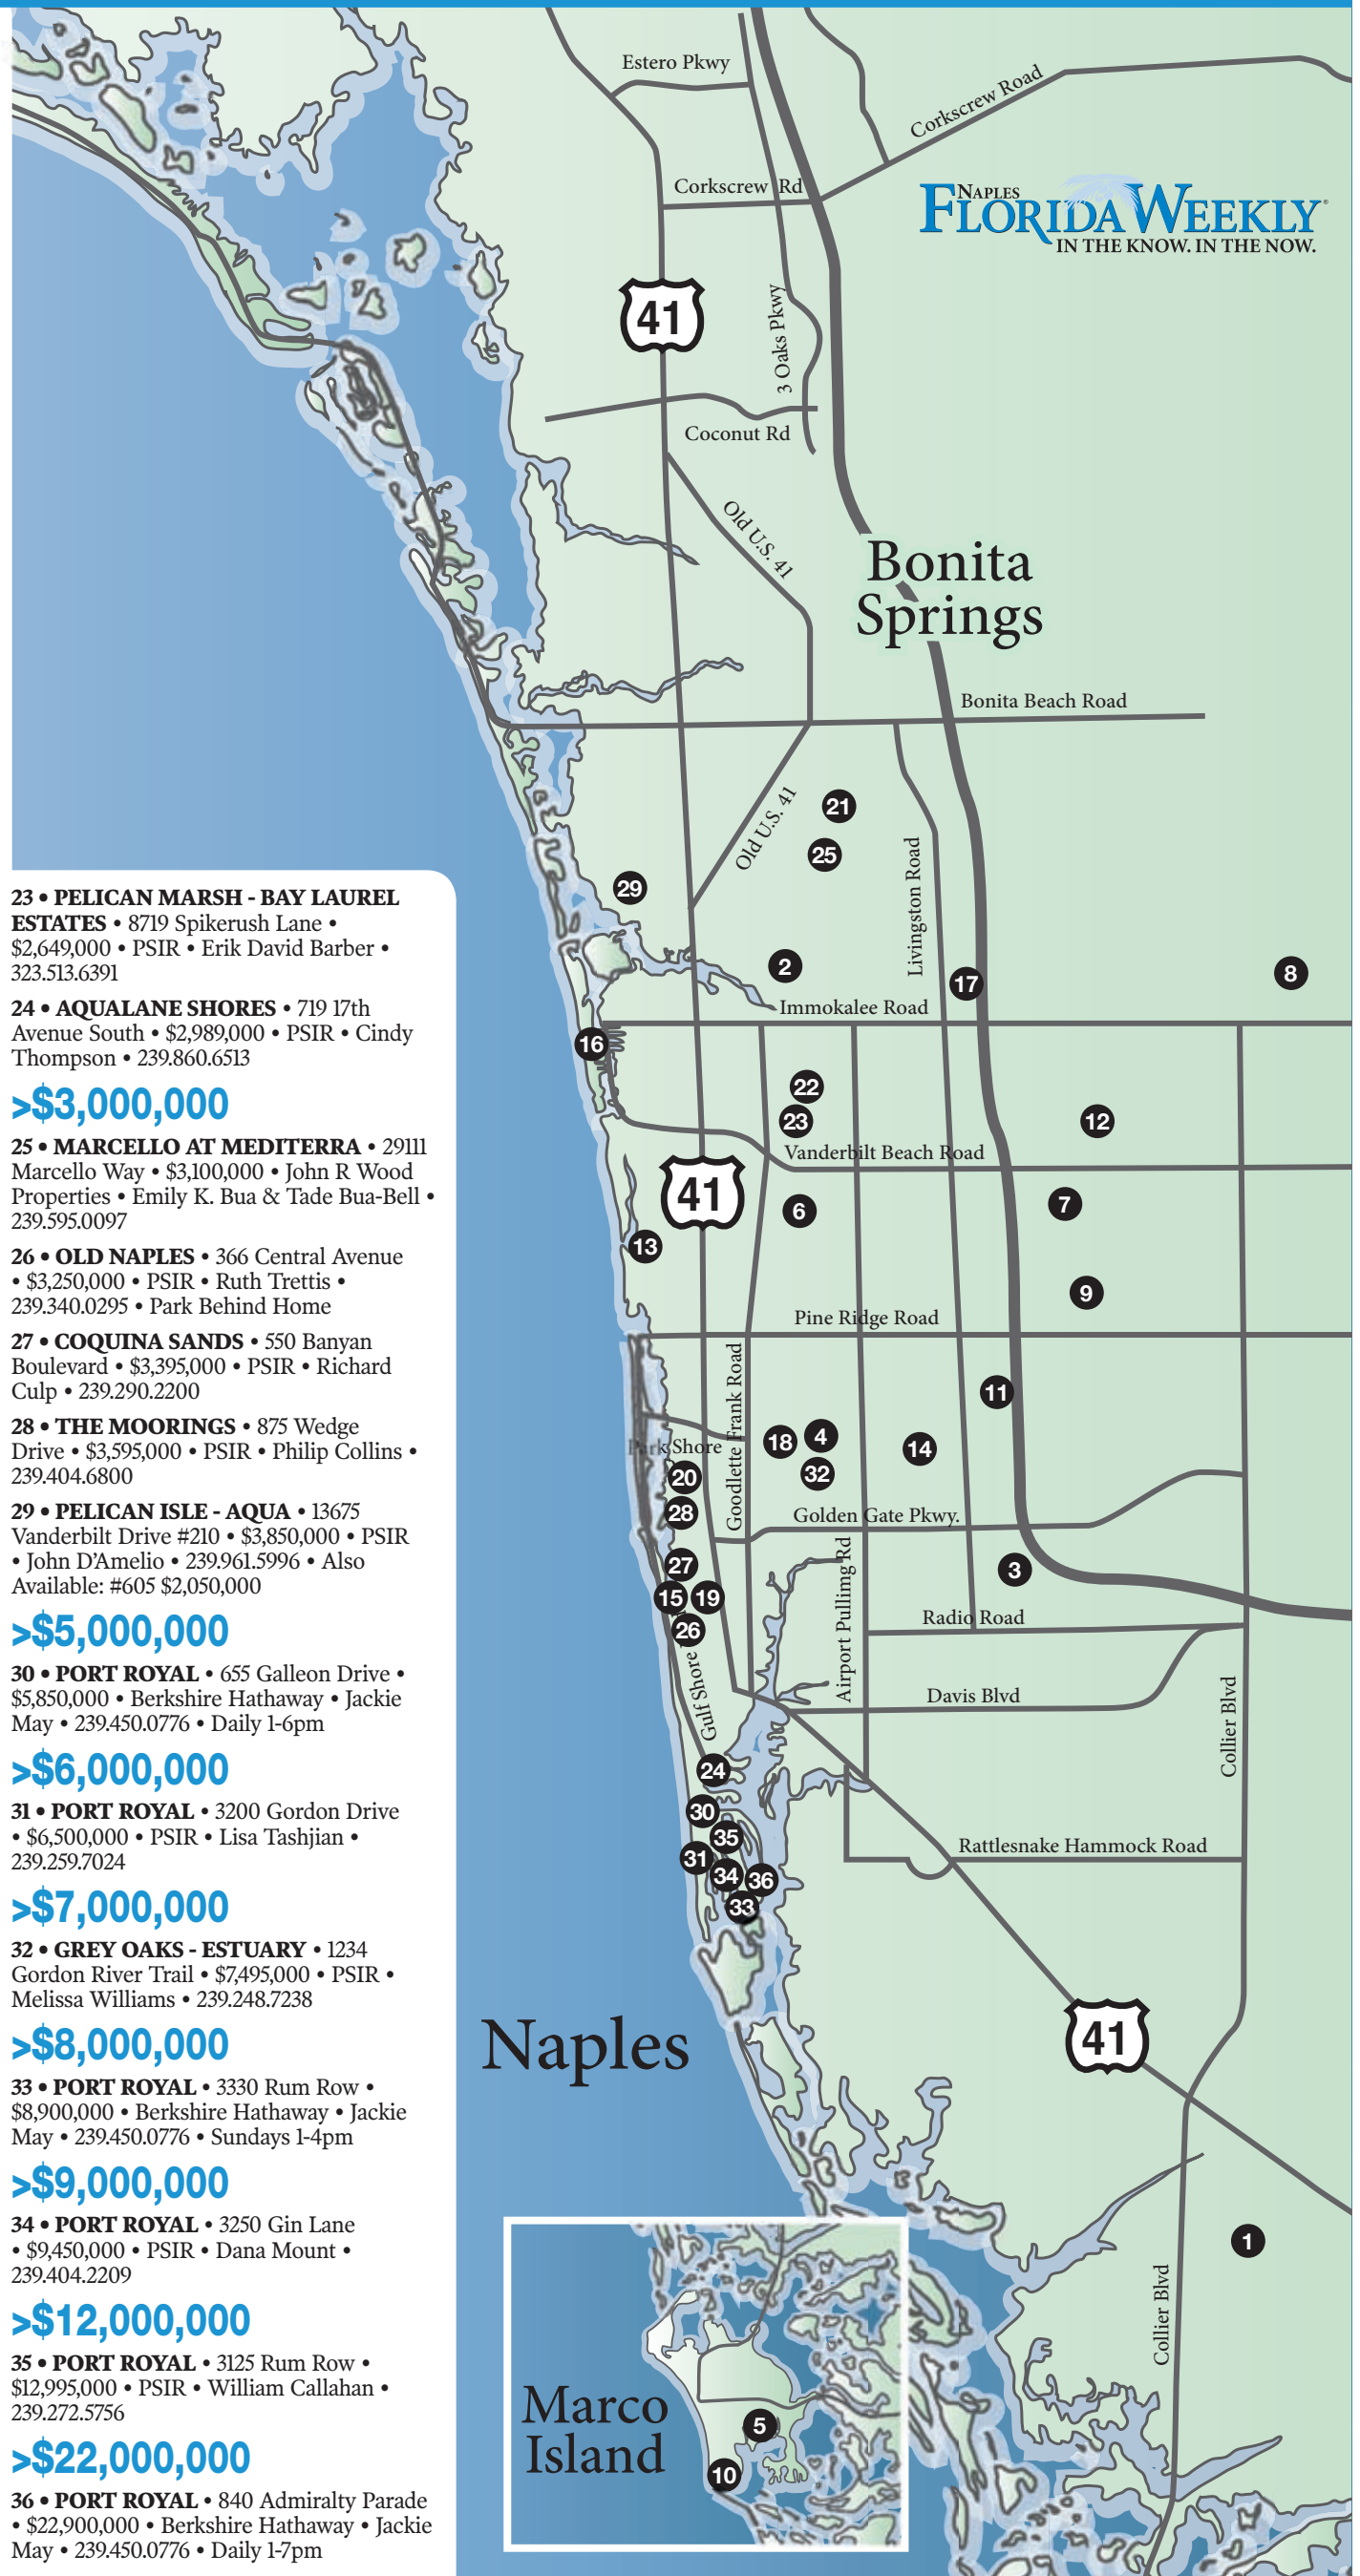 Estero Pkwy
Corkscrew Road
Corkscrew Rd
NAPLES
FLORIDA WEEKLY®
IN THE KNOW. IN THE NOW.
41
3 Oaks Pkwy
Coconut Rd
Old U.S. 41
Bonita
Springs
Bonita Beach Road
Old U.S. 41
21
25
29
Livingston Road
2
17
8
Immokalee Road
16
22
23
12
Vanderbilt Beach Road
41
6
7
13
9
Pine Ridge Road
Goodlette Frank Road
11
Park Shore
18
4
14
20
32
28
Golden Gate Pkwy.
27
3
Airport Pulling Rd
15
19
26
Radio Road
Gulf Shore
Davis Blvd
Collier Blvd
24
30
35
31
34
36
33
Rattlesnake Hammock Road
41
Naples
1
Collier Blvd
Marco
Island
5
10
23 • PELICAN MARSH - BAY LAUREL
ESTATES • 8719 Spikerush Lane •
$2,649,000 • PSIR • Erik David Barber •
323.513.6391
24 • AQUALANE SHORES • 719 17th
Avenue South • $2,989,000 • PSIR • Cindy
Thompson • 239.860.6513
>$3,000,000
25 • MARCELLO AT MEDITERRA • 29111
Marcello Way • $3,100,000 • John R Wood
Properties • Emily K. Bua & Tade Bua-Bell •
239.595.0097
26 • OLD NAPLES • 366 Central Avenue
• $3,250,000 • PSIR • Ruth Trettis •
239.340.0295 • Park Behind Home
27 • COQUINA SANDS • 550 Banyan
Boulevard • $3,395,000 • PSIR • Richard
Culp • 239.290.2200
28 • THE MOORINGS • 875 Wedge
Drive • $3,595,000 • PSIR • Philip Collins •
239.404.6800
29 • PELICAN ISLE - AQUA • 13675
Vanderbilt Drive #210 • $3,850,000 • PSIR
• John D'Amelio • 239.961.5996 • Also
Available: #605 $2,050,000
>$5,000,000
30 • PORT ROYAL • 655 Galleon Drive •
$5,850,000 • Berkshire Hathaway • Jackie
May • 239.450.0776 • Daily 1-6pm
>$6,000,000
31 • PORT ROYAL • 3200 Gordon Drive
• $6,500,000 • PSIR • Lisa Tashjian •
239.259.7024
>$7,000,000
32 • GREY OAKS - ESTUARY • 1234
Gordon River Trail • $7,495,000 • PSIR •
Melissa Williams • 239.248.7238
>$8,000,000
33 • PORT ROYAL • 3330 Rum Row •
$8,900,000 • Berkshire Hathaway • Jackie
May • 239.450.0776 • Sundays 1-4pm
>$9,000,000
34 • PORT ROYAL • 3250 Gin Lane
• $9,450,000 • PSIR • Dana Mount •
239.404.2209
>$12,000,000
35 • PORT ROYAL • 3125 Rum Row •
$12,995,000 • PSIR • William Callahan •
239.272.5756
>$22,000,000
36 • PORT ROYAL • 840 Admiralty Parade
• $22,900,000 • Berkshire Hathaway • Jackie
May • 239.450.0776 • Daily 1-7pm